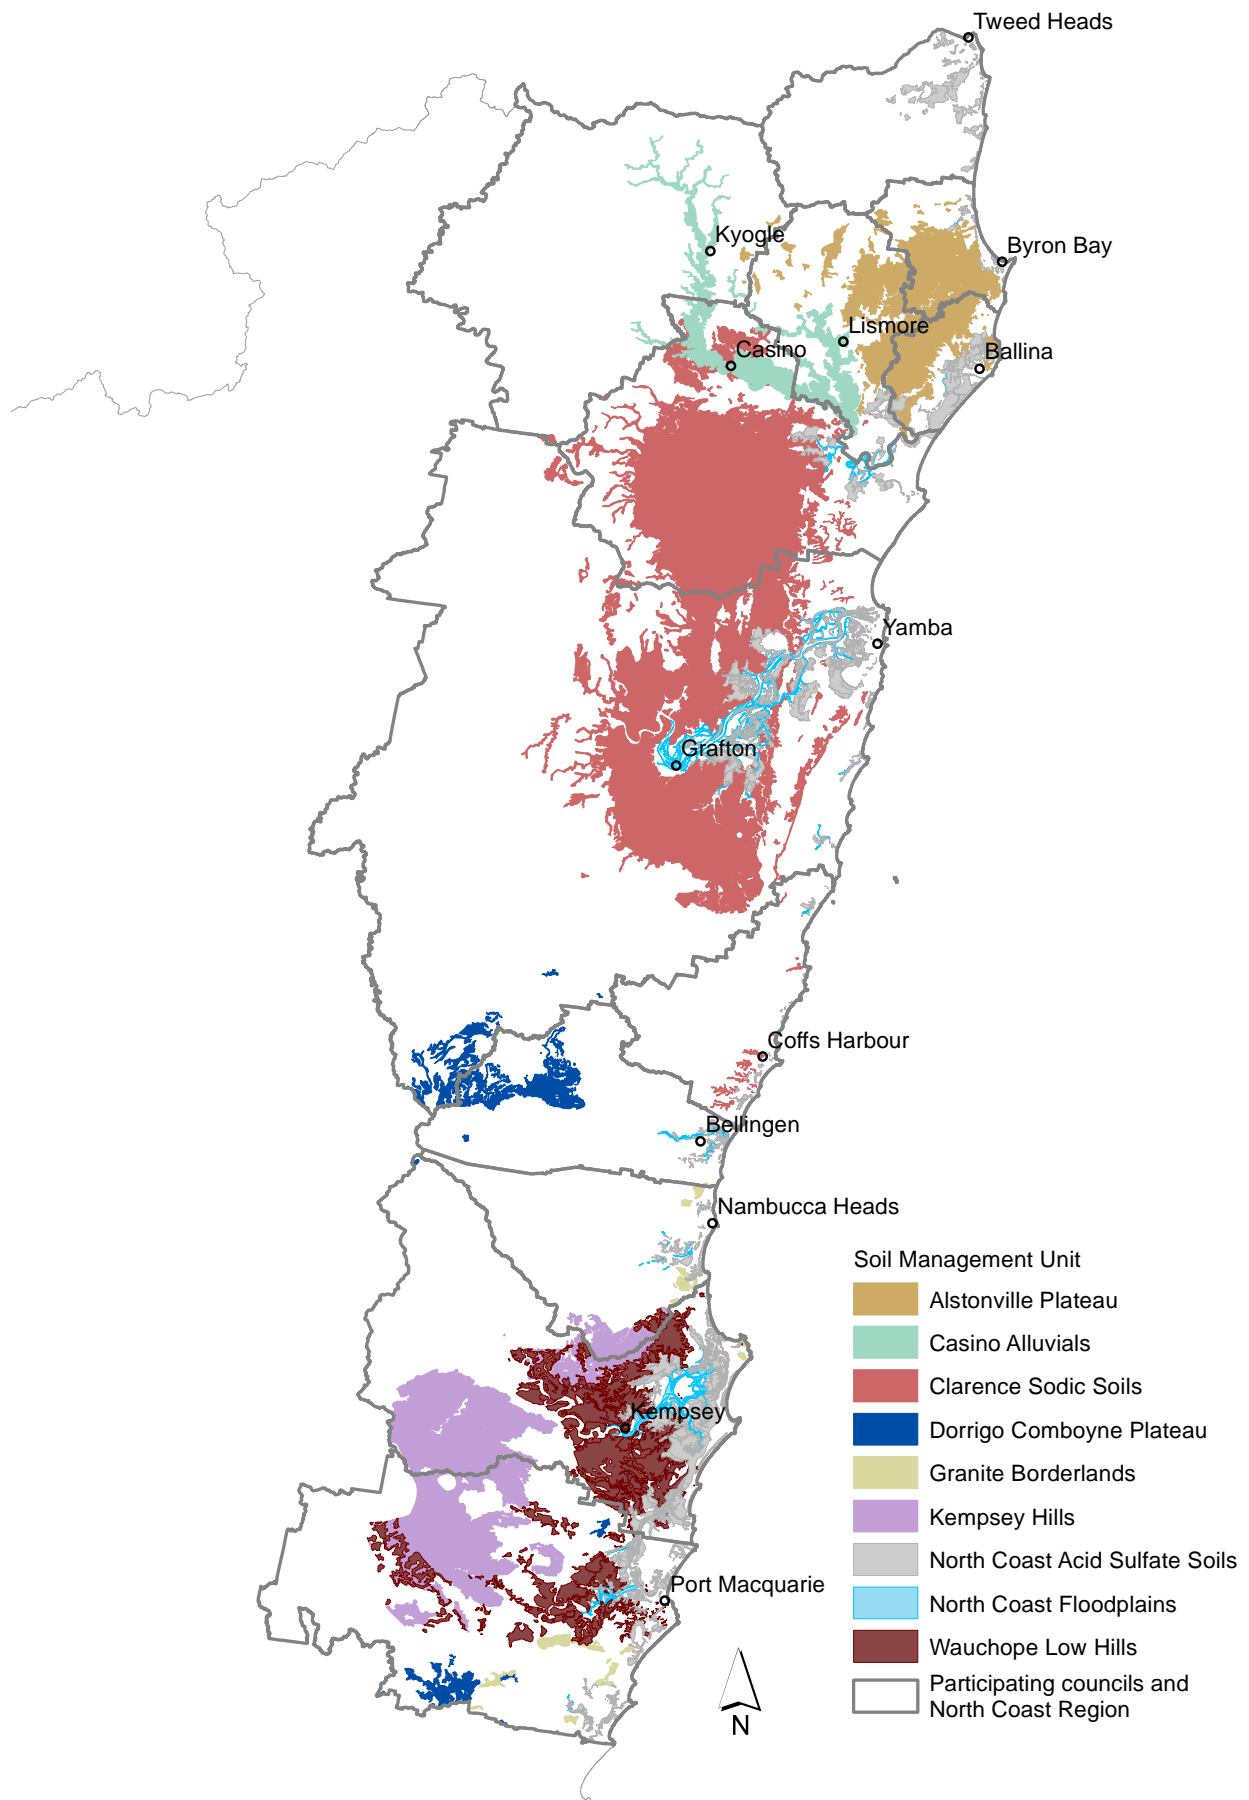 Tweed Heads
Kyogle
Byron Bay
Lismore
Casino
Ballina
Yamba
Grafton
Coffs Harbour
Bellingen
Nambucca Heads
Kempsey
Port Macquarie
N
Soil Management Unit
Alstonville Plateau
Casino Alluvials
Clarence Sodic Soils
Dorrigo Comboyne Plateau
Granite Borderlands
Kempsey Hills
North Coast Acid Sulfate Soils
North Coast Floodplains
Wauchope Low Hills
Participating councils and
North Coast Region